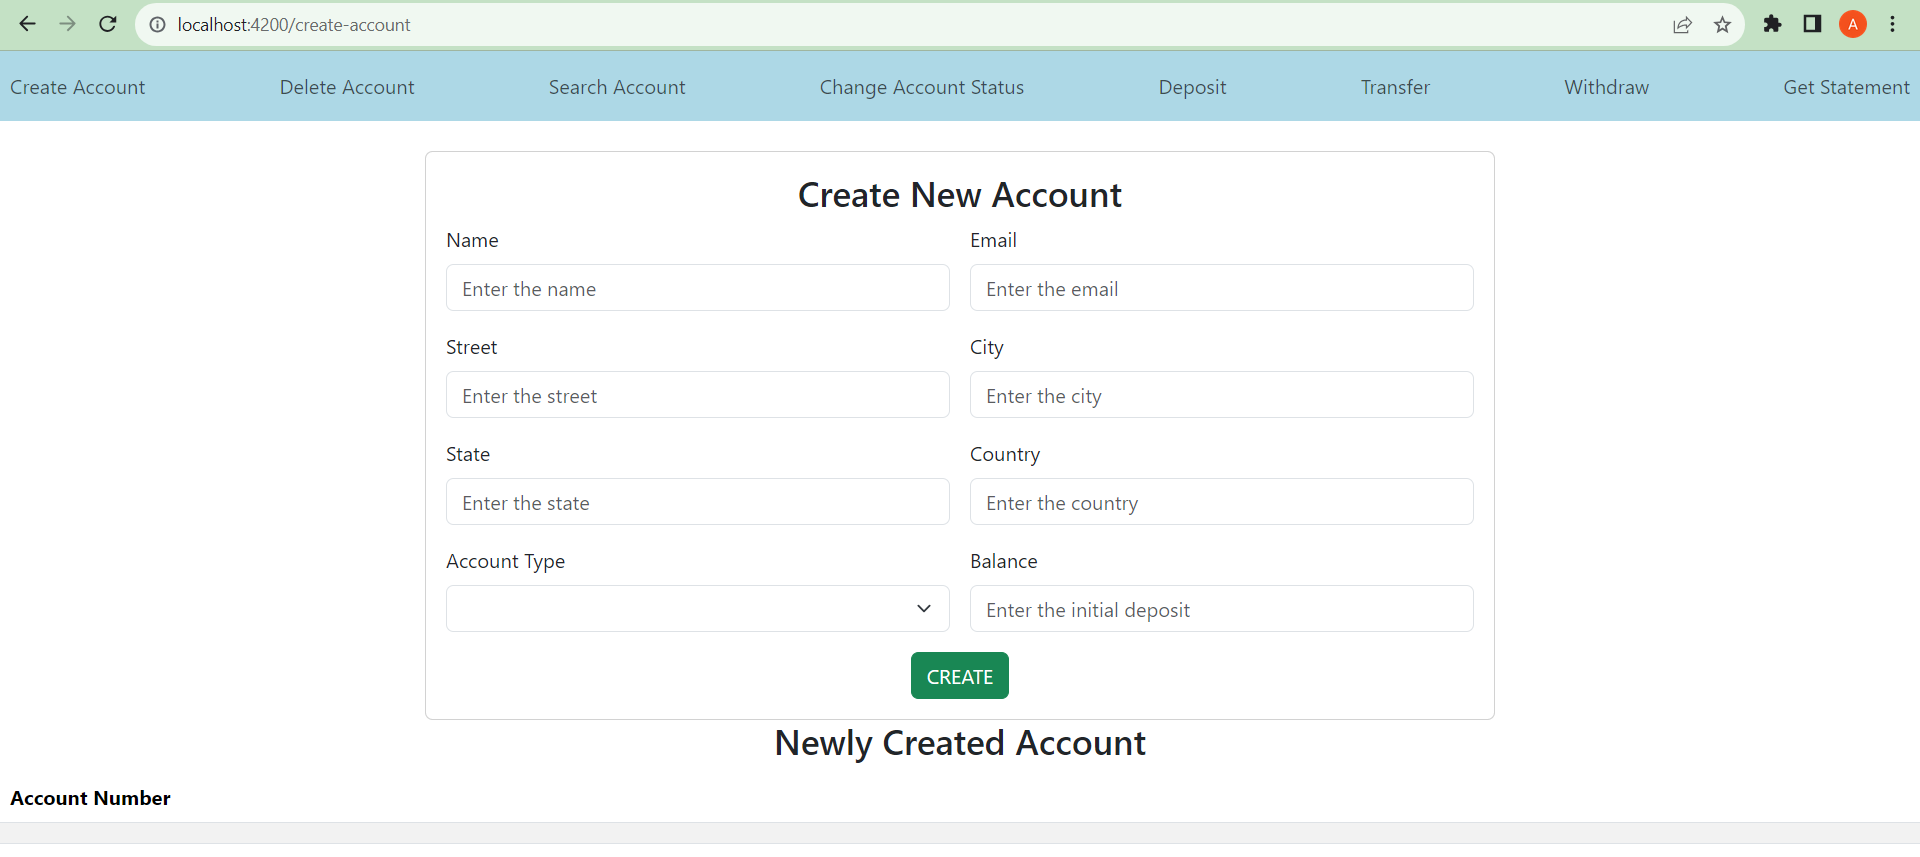 localhost:4200/create-account
A
Create Account Delete Account Search Account Change Account Status Deposit Transfer Withdraw Get Statement
Create New Account
Name Email
Enter the name Enter the email
Street City
Enter the street Enter the city
State Country
Enter the state Enter the country
Account Type Balance
Enter the initial deposit
CREATE
Newly Created Account
Account Number